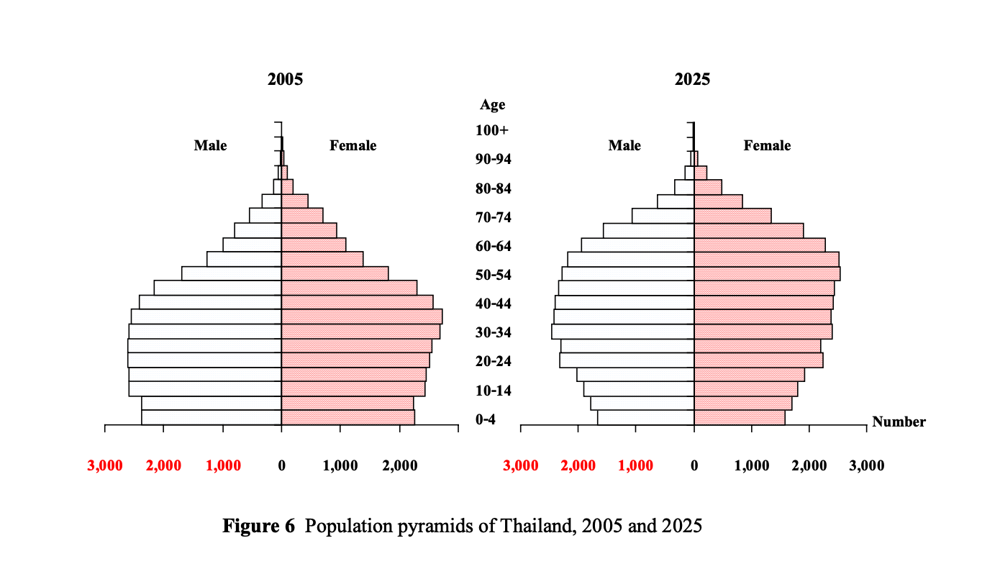 2005
2025
Age
100+
Male
Female
Male
Female
90-94
80-84
70-74
60-64
50-54
40-44
30-34
20-24
10-14
0-4
Number
3,000 2,000 1,000 0 1,000 2,000
3,000 2,000 1,000 0 1,000 2,000 3,000
Figure 6 Population pyramids of Thailand, 2005 and 2025